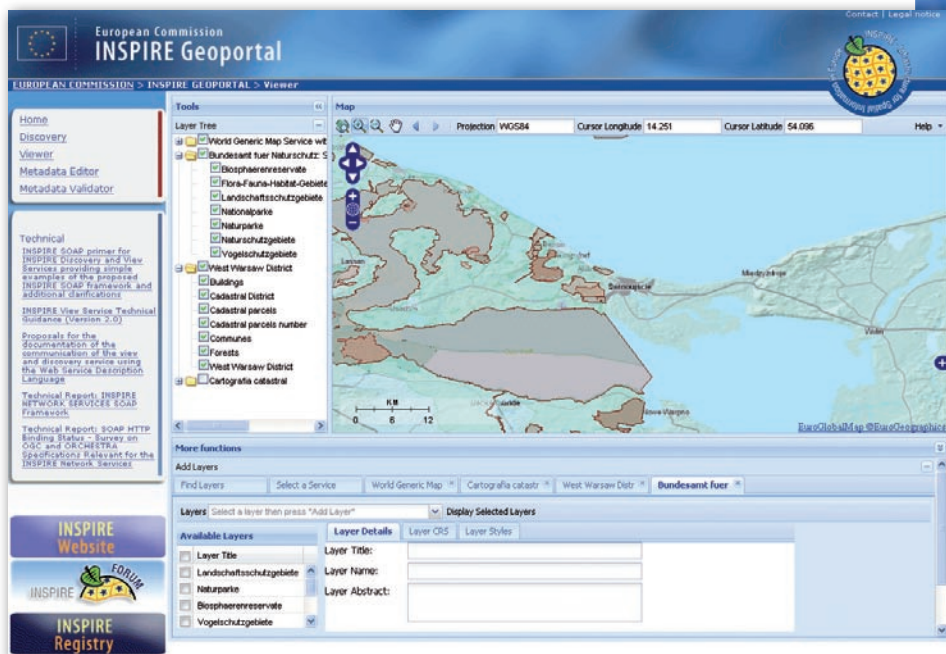 Contact | Legal notice
European Commission
INSPIRE Geoportal
EUROPEAN COMMISSION > INSPIRE GEOPORTAL > Viewer
Home
Discovery
Viewer
Metadata Editor
Metadata Validator
Technical
INSPIRE SOAP primer for
INSPIRE Discovery and View
Services providing simple
examples of the proposed
INSPIRE SOAP framework and
additional clarifications
INSPIRE View Service Technical
Guidance (Version 2.0)
Proposals for the
documentation of the
communication of the view
and discovery service using
the Web Service Description
Language
Technical Report: INSPIRE
NETWORK SERVICES SOAP
Framework
Technical Report: SOAP HTTP
Binding Status - Survey on
OGC and ORCHESTRA
Specifications Relevant for the
INSPIRE Network Services
INSPIRE
Website
INSPIRE FORUM
INSPIRE
Registry
Tools
Layer Tree
World Generic Map Service wit
Bundesamt fuer Naturschutz: S
Biosphaerenreservate
Flora-Fauna-Habitat-Gebiete
Landschaftsschutzgebiete
Nationalparke
Naturparke
Naturschutzgebiete
Vogelschutzgebiete
West Warsaw District
Buildings
Cadastral District
Cadastral parcels
Cadastral parcels number
Communes
Forests
West Warsaw District
Cartografia catastral
Map
Projection WGS84 Cursor Longitude 14.251 Cursor Latitude 54.096 Help
Lassan
Swinoujscie
Miedzyzdroje
Wolin
Nowa Warpno
KM
0 6 12
EuroGlobalMap ©EuroGeographics
More functions
Add Layers
Find Layers Select a Service World Generic Map Cartografia catastr West Warsaw Distr Bundesamt fuer
Layers Select a layer then press "Add Layer" Display Selected Layers
Available Layers
Layer Title
Landschaftsschutzgebiete
Naturparke
Biosphaerenreservate
Vogelschutzgebiete
Layer Details Layer CRS Layer Styles
Layer Title:
Layer Name:
Layer Abstract: